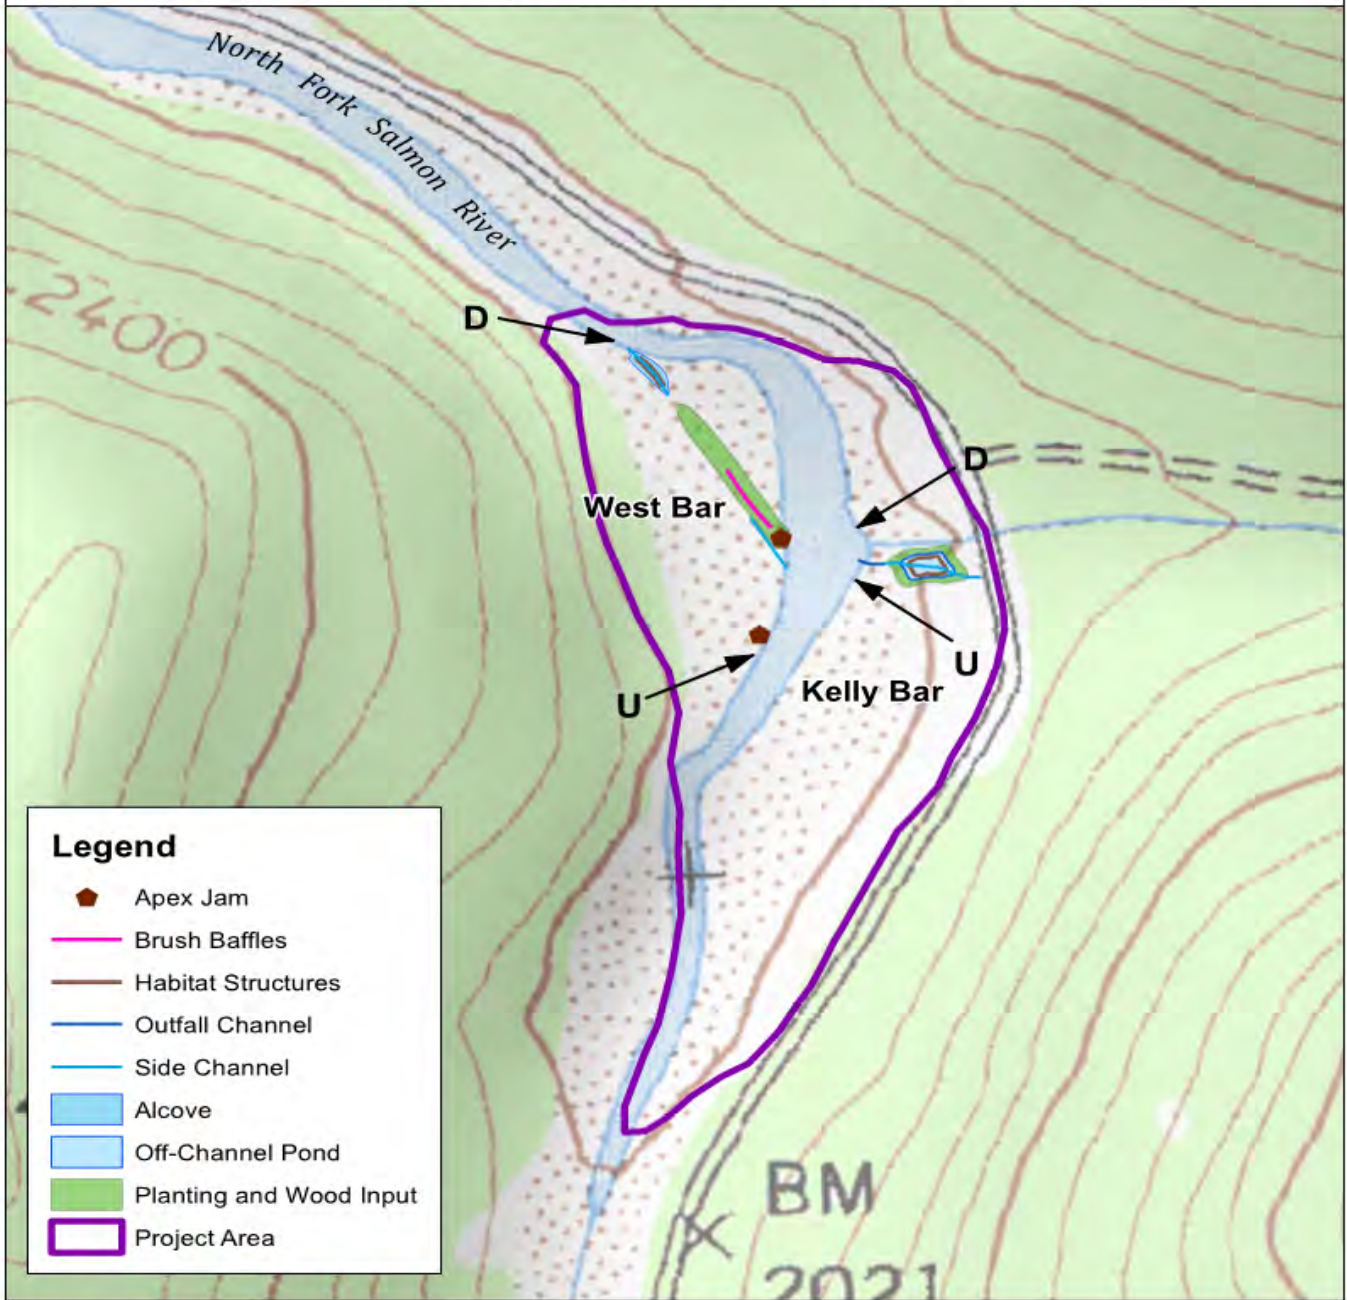 North Fork Salmon River
2400
D
D
West Bar
U
U
Kelly Bar
Legend
Apex Jam
Brush Baffles
Habitat Structures
Outfall Channel
Side Channel
Alcove
Off-Channel Pond
Planting and Wood Input
Project Area
BM
2021